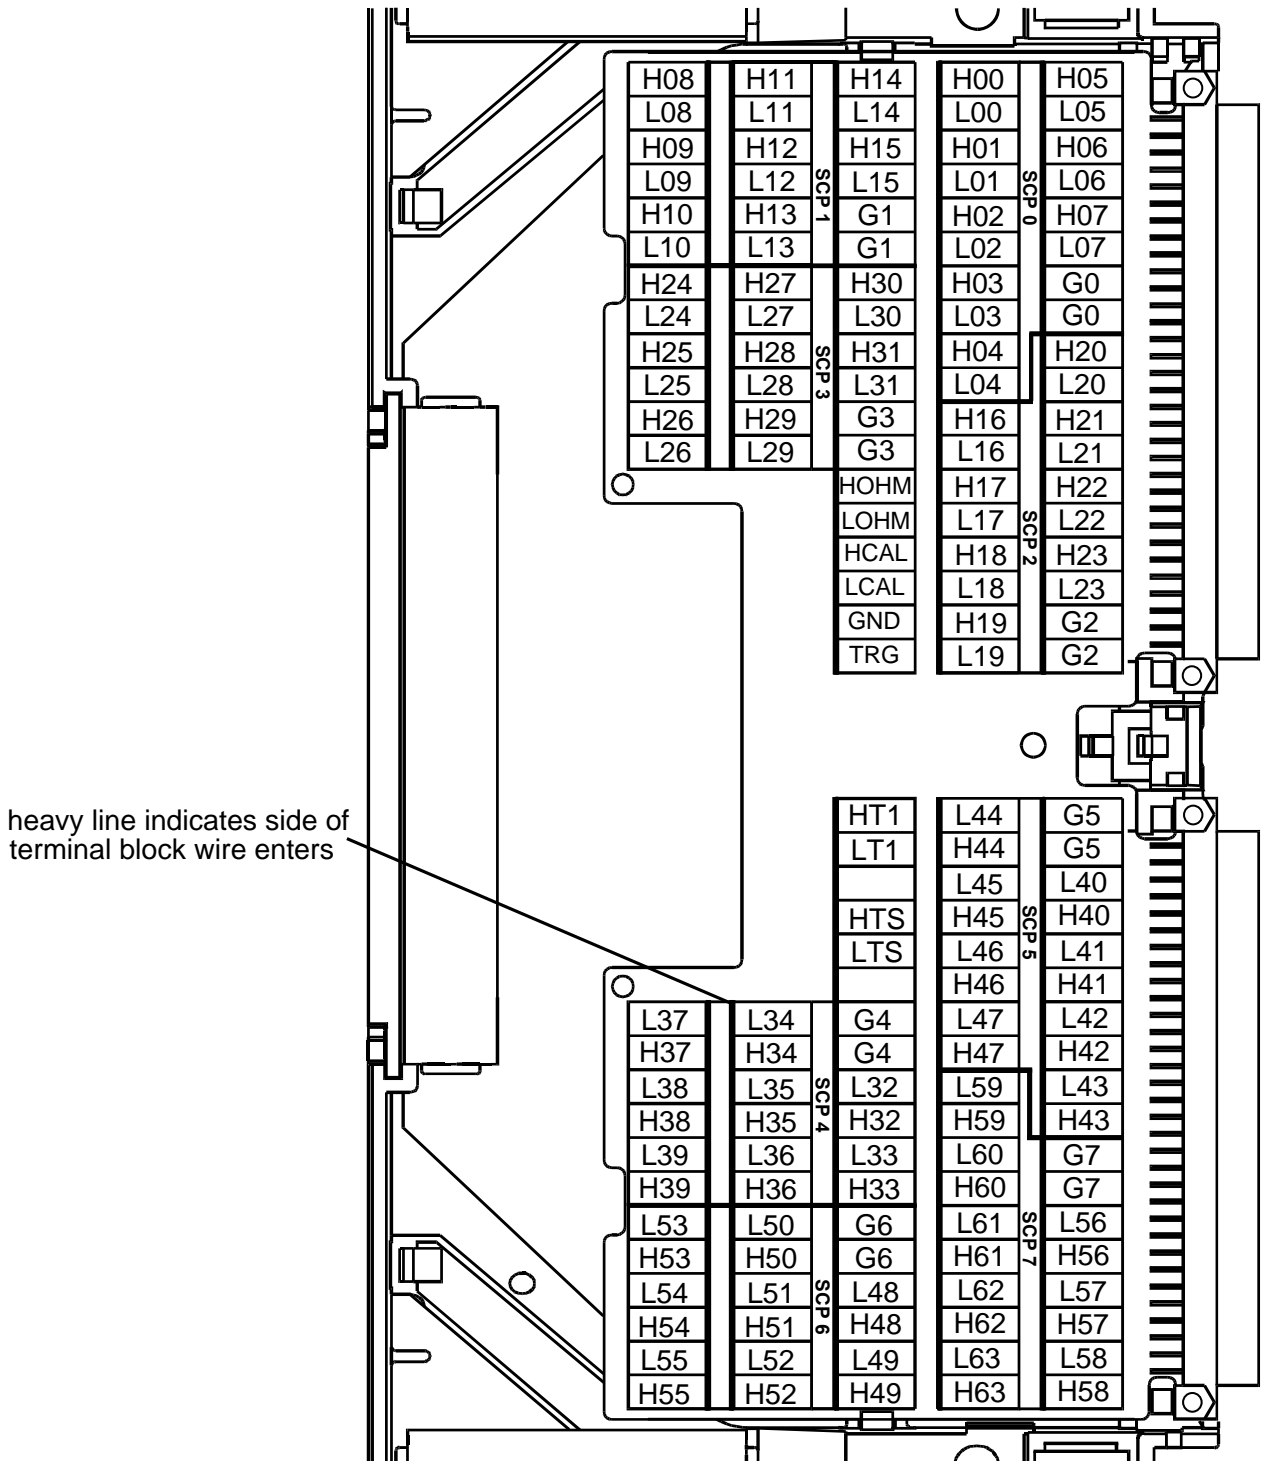 H08 H11 H14 H00 H05
L08 L11 L14 L00 L05
H09 H12 H15 H01 H06
L09 L12 L15 L01 L06
H10 H13 G1 H02 H07
L10 L13 G1 L02 L07
SCP 1
SCP 0
H24 H27 H30 H03 G0
L24 L27 L30 L03 G0
H25 H28 H31 H04 H20
L25 L28 L31 L04 L20
H26 H29 G3 H16 H21
L26 L29 G3 L16 L21
SCP 3
HOHM H17 H22
LOHM L17 L22
HCAL H18 H23
LCAL L18 L23
GND H19 G2
TRG L19 G2
SCP 2
heavy line indicates side of
terminal block wire enters
HT1 L44 G5
LT1 H44 G5
L45 L40
HTS H45 H40
LTS L46 L41
H46 H41
SCP 5
L37 L34 G4 L47 L42
H37 H34 G4 H47 H42
L38 L35 L32 L59 L43
H38 H35 H32 H59 H43
L39 L36 L33 L60 G7
H39 H36 H33 H60 G7
SCP 4
L53 L50 G6 L61 L56
H53 H50 G6 H61 H56
L54 L51 L48 L62 L57
H54 H51 H48 H62 H57
L55 L52 L49 L63 L58
H55 H52 H49 H63 H58
SCP 6
SCP 7